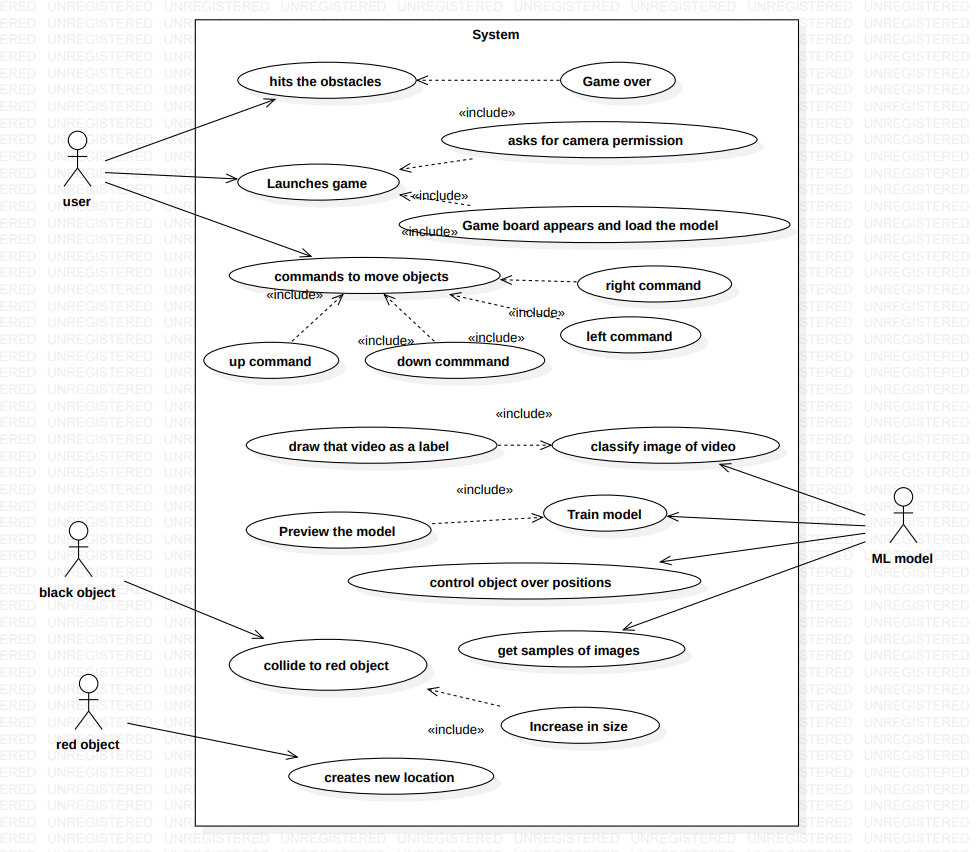 System
hits the obstacles
Game over
«include»
asks for camera permission
user
Launches game
«include»
«include»
Game board appears and load the model
commands to move objects
right command
«include»
«include»
left command
«include»
«include»
up command
down commmand
«include»
draw that video as a label
classify image of video
«include»
Train model
Preview the model
ML model
control object over positions
black object
get samples of images
collide to red object
Increase in size
«include»
red object
creates new location
UNREGISTERED